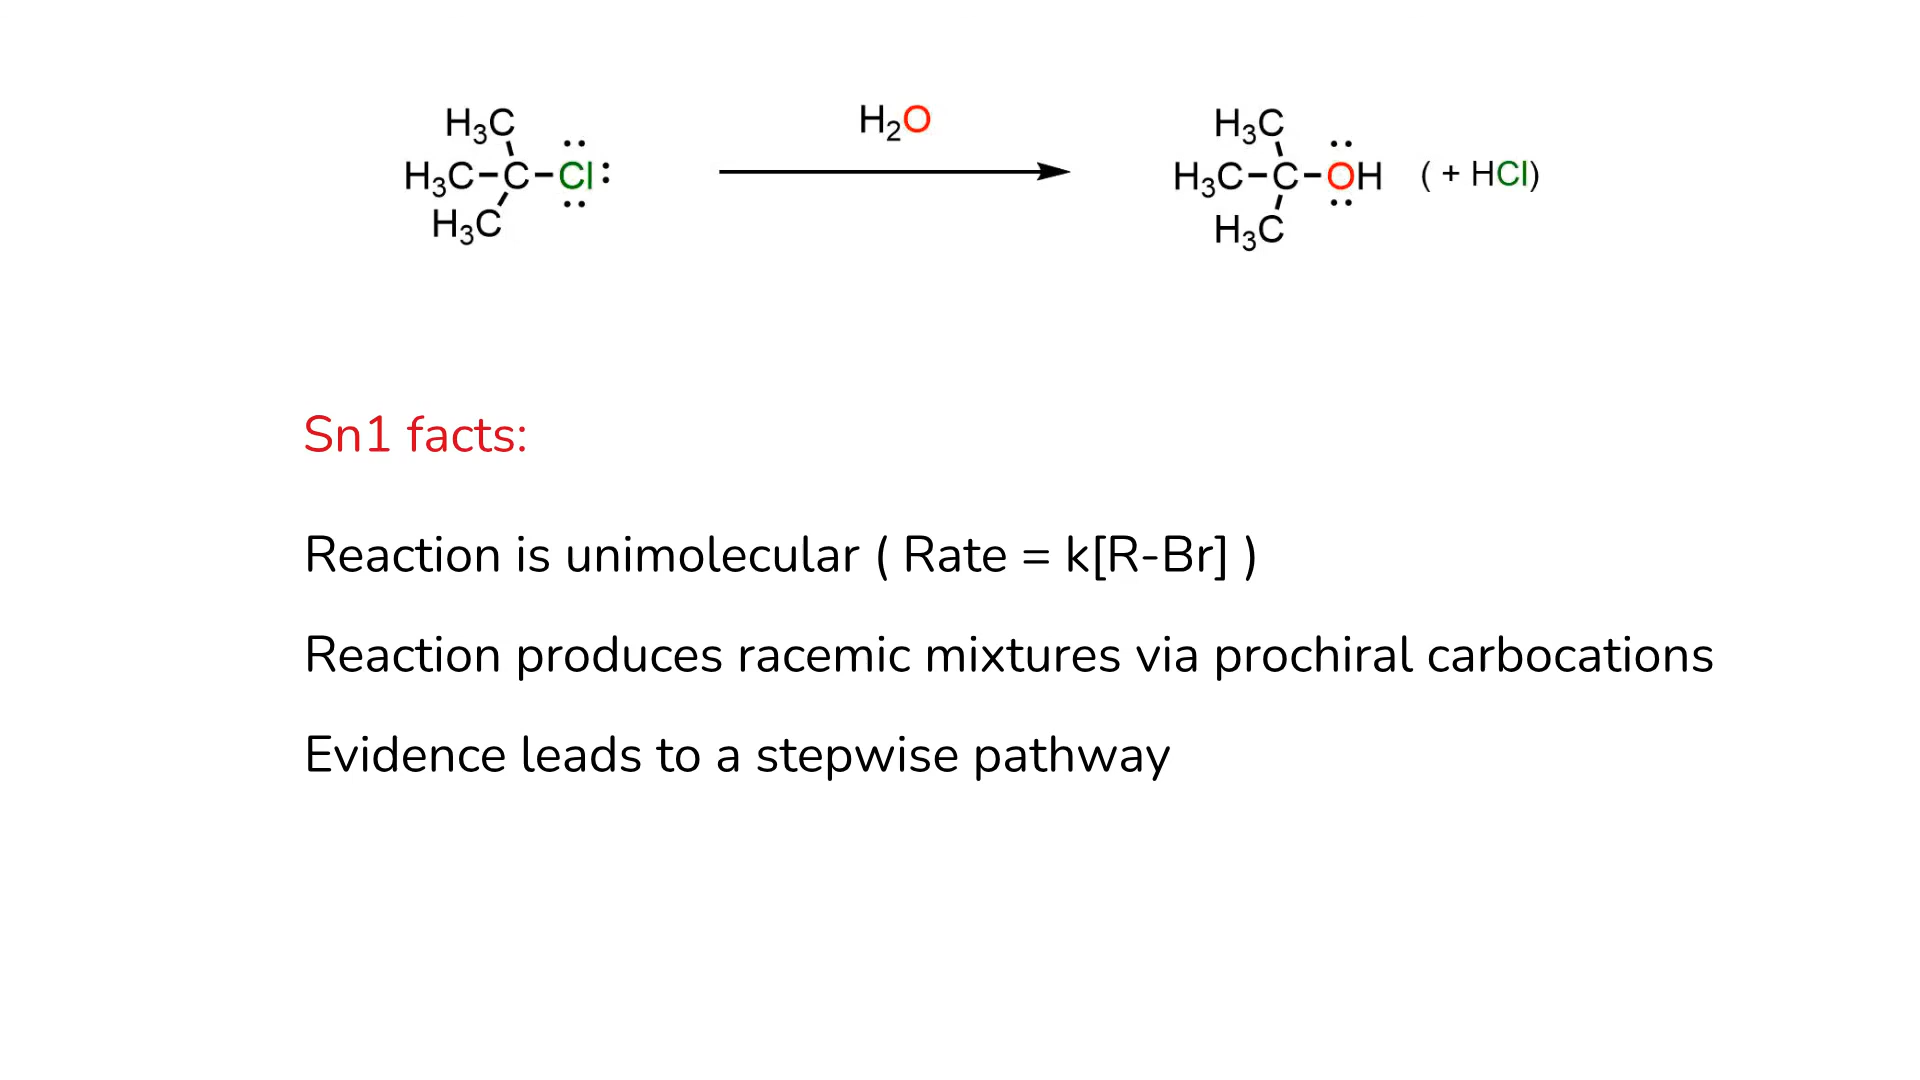 H₂O
H₃C
H₃C
H₃C-C-Cl
H₃C-C-OH ( + HCl)
H₃C
H₃C
Sn1 facts:
Reaction is unimolecular ( Rate = k[R-Br] )
Reaction produces racemic mixtures via prochiral carbocations
Evidence leads to a stepwise pathway